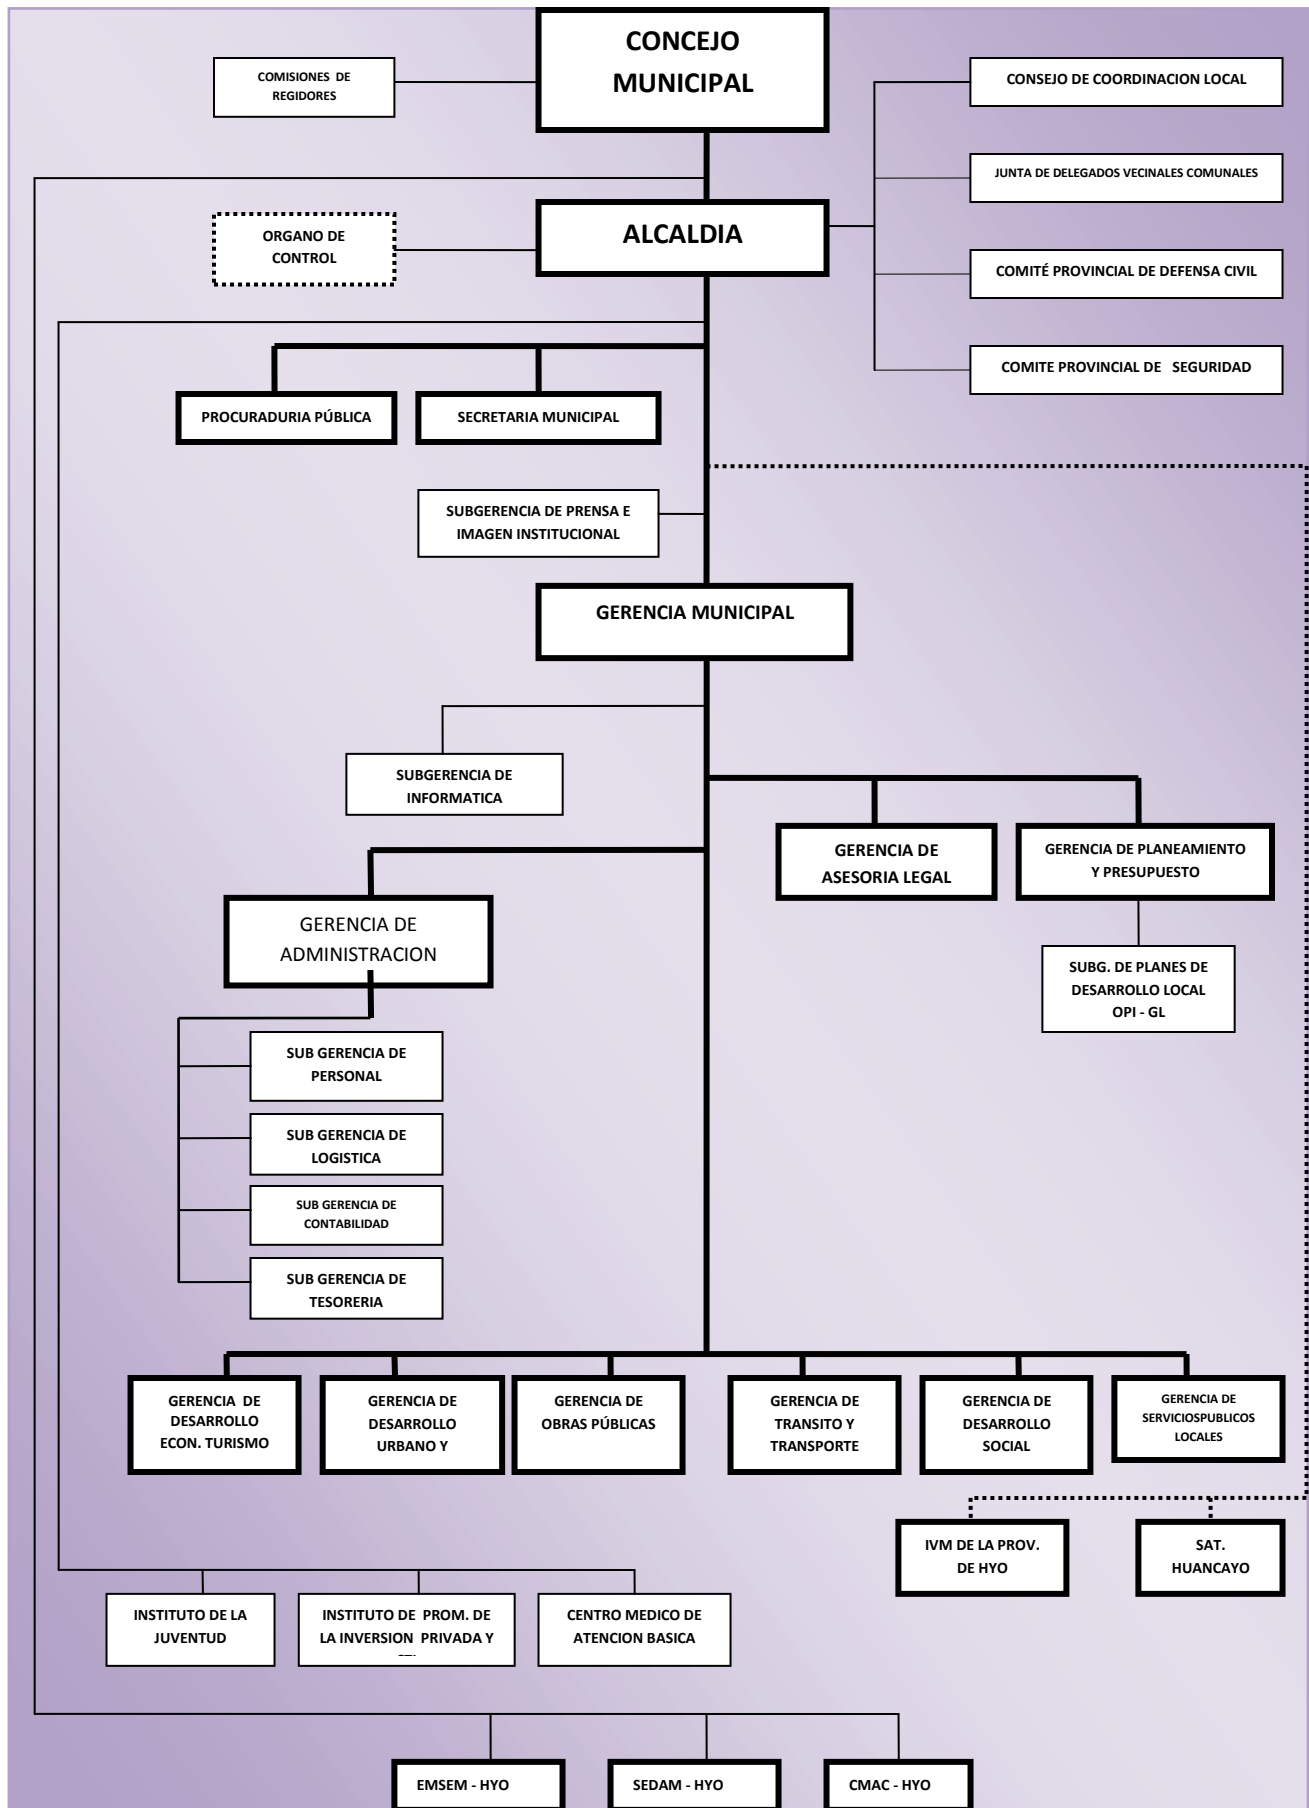 CONCEJO
MUNICIPAL
COMISIONES DE
REGIDORES
CONSEJO DE COORDINACION LOCAL
JUNTA DE DELEGADOS VECINALES COMUNALES
ORGANO DE
CONTROL
ALCALDIA
COMITÉ PROVINCIAL DE DEFENSA CIVIL
COMITE PROVINCIAL DE SEGURIDAD
PROCURADURIA PÚBLICA
SECRETARIA MUNICIPAL
SUBGERENCIA DE PRENSA E
IMAGEN INSTITUCIONAL
GERENCIA MUNICIPAL
SUBGERENCIA DE
INFORMATICA
GERENCIA DE
ASESORIA LEGAL
GERENCIA DE PLANEAMIENTO
Y PRESUPUESTO
GERENCIA DE
ADMINISTRACION
SUBG. DE PLANES DE
DESARROLLO LOCAL
OPI - GL
SUB GERENCIA DE
PERSONAL
SUB GERENCIA DE
LOGISTICA
SUB GERENCIA DE
CONTABILIDAD
SUB GERENCIA DE
TESORERIA
GERENCIA DE
DESARROLLO
ECON. TURISMO
GERENCIA DE
DESARROLLO
URBANO Y
GERENCIA DE
OBRAS PÚBLICAS
GERENCIA DE
TRANSITO Y
TRANSPORTE
GERENCIA DE
DESARROLLO
SOCIAL
GERENCIA DE
SERVICIOSPUBLICOS
LOCALES
IVM DE LA PROV.
DE HYO
SAT.
HUANCAYO
INSTITUTO DE LA
JUVENTUD
INSTITUTO DE PROM. DE
LA INVERSION PRIVADA Y
CENTRO MEDICO DE
ATENCION BASICA
EMSEM - HYO
SEDAM - HYO
CMAC - HYO